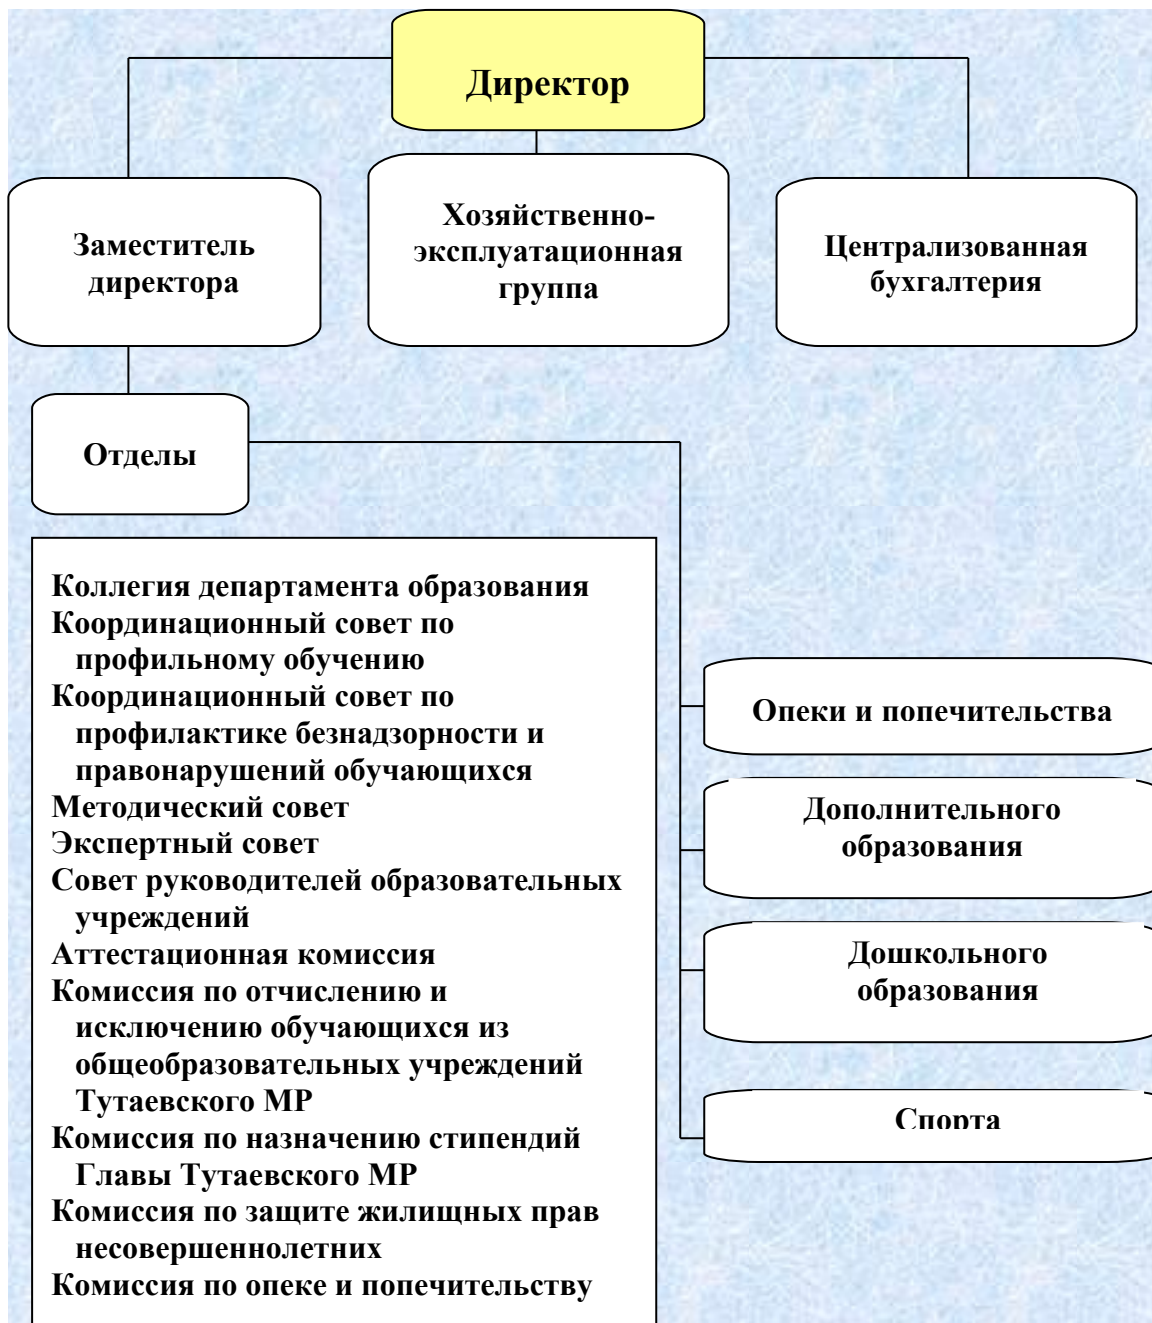 Директор
Заместитель
директора
Хозяйственно-
эксплуатационная
группа
Централизованная
бухгалтерия
Отделы
Коллегия департамента образования
Координационный совет по
профильному обучению
Координационный совет по
профилактике безнадзорности и
правонарушений обучающихся
Методический совет
Экспертный совет
Совет руководителей образовательных
учреждений
Аттестационная комиссия
Комиссия по отчислению и
исключению обучающихся из
общеобразовательных учреждений
Тутаевского МР
Комиссия по назначению стипендий
Главы Тутаевского МР
Комиссия по защите жилищных прав
несовершеннолетних
Комиссия по опеке и попечительству
Опеки и попечительства
Дополнительного
образования
Дошкольного
образования
Спорта